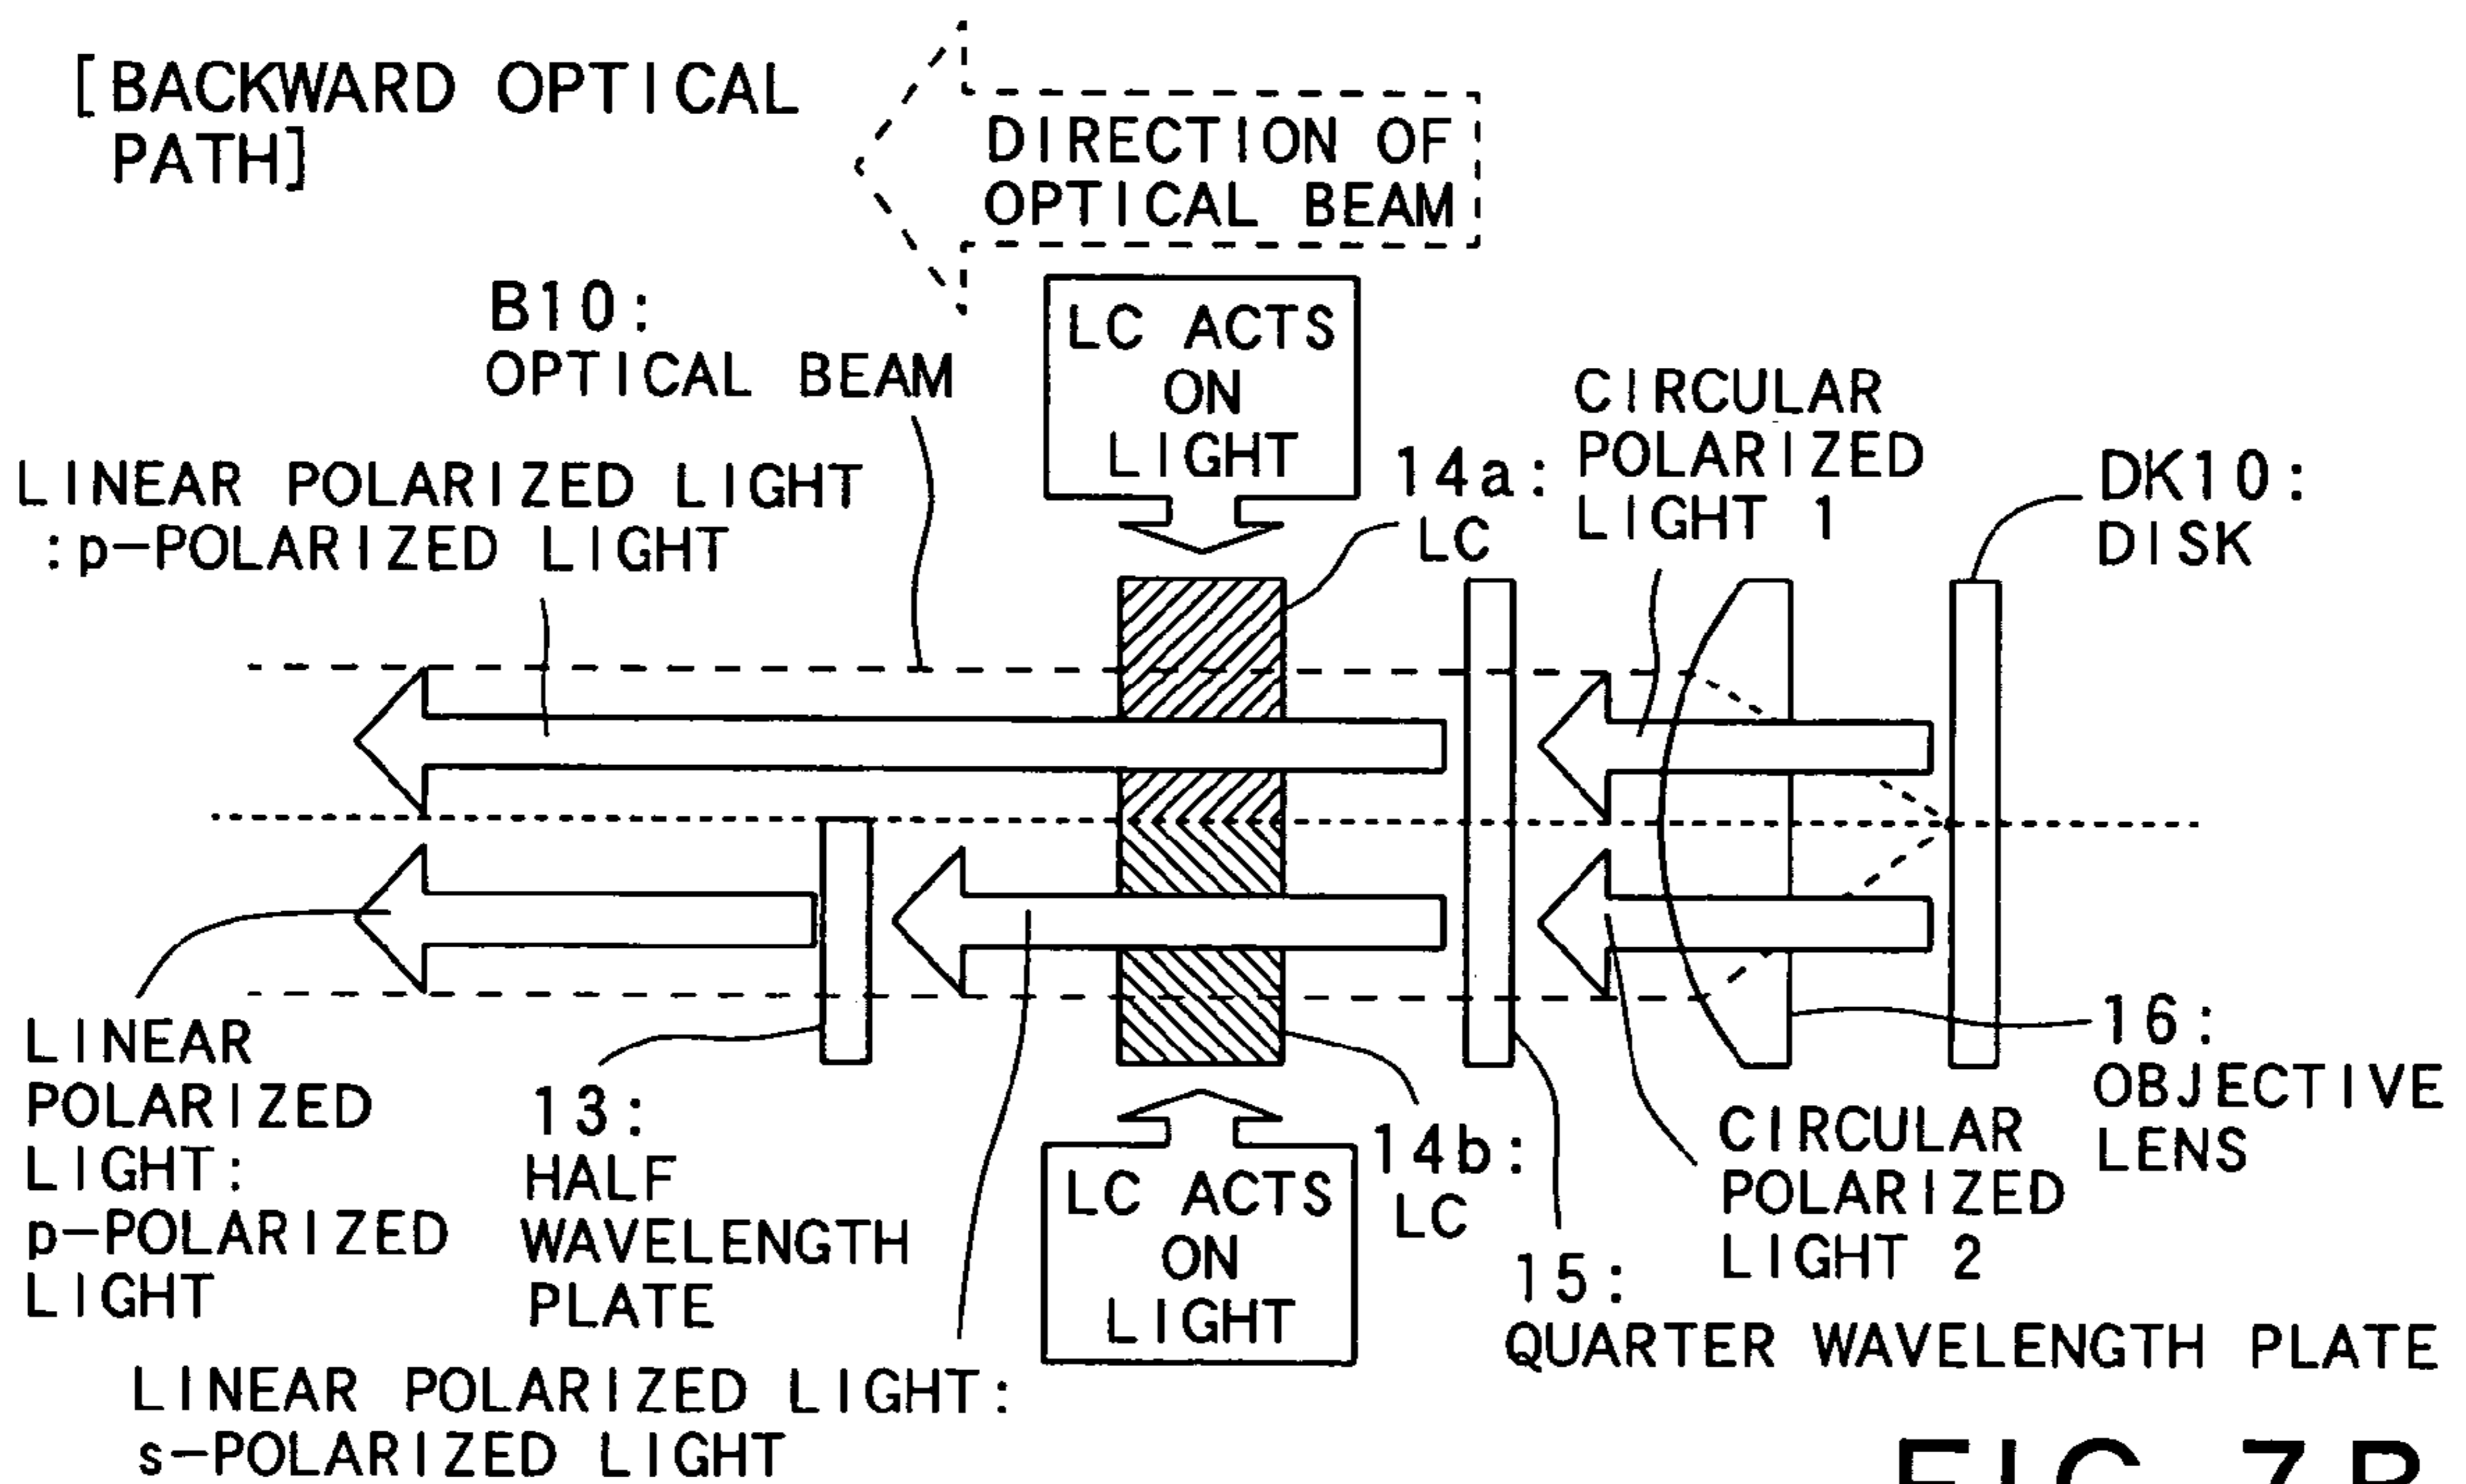 [BACKWARD OPTICAL
PATH]
DIRECTION OF
OPTICAL BEAM
B10:
OPTICAL BEAM
LC ACTS
ON
LIGHT
LINEAR POLARIZED LIGHT
:p-POLARIZED LIGHT
14a:
LC
CIRCULAR
POLARIZED
LIGHT 1
DK10:
DISK
LINEAR
POLARIZED
LIGHT:
p-POLARIZED
LIGHT
13:
HALF
WAVELENGTH
PLATE
LINEAR POLARIZED LIGHT:
s-POLARIZED LIGHT
LC ACTS
ON
LIGHT
14b:
LC
15:
QUARTER WAVELENGTH PLATE
CIRCULAR
POLARIZED
LIGHT 2
16:
OBJECTIVE
LENS
FIG.7B